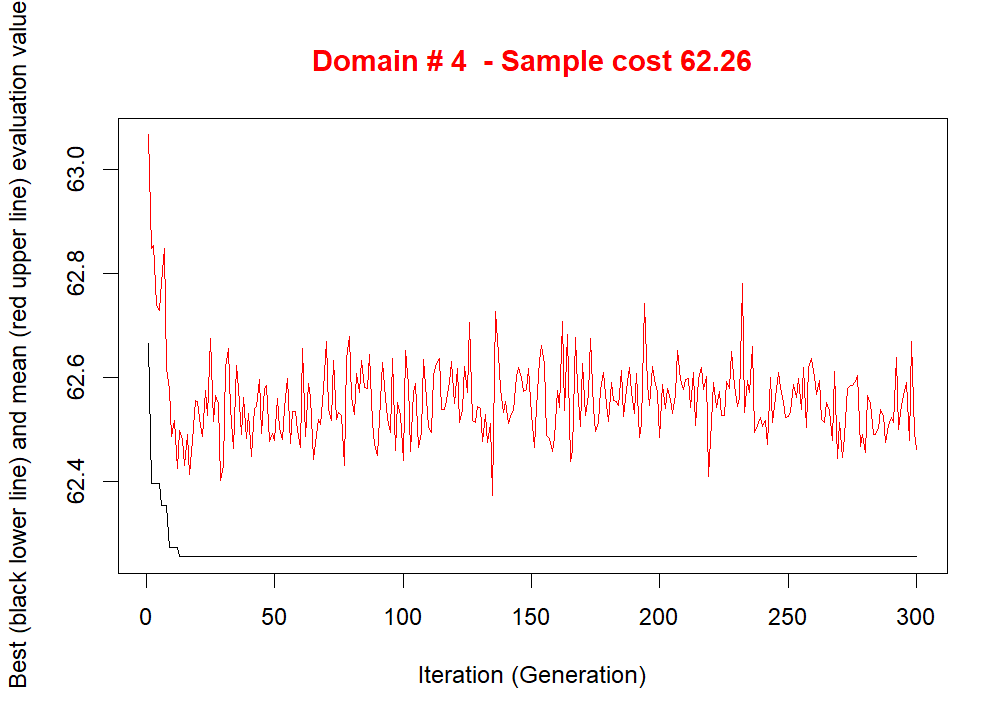 Domain # 4  - Sample cost 62.26
Best (black lower line) and mean (red upper line) evaluation value
63.0
62.8
62.6
62.4
0 50 100 150 200 250 300
Iteration (Generation)